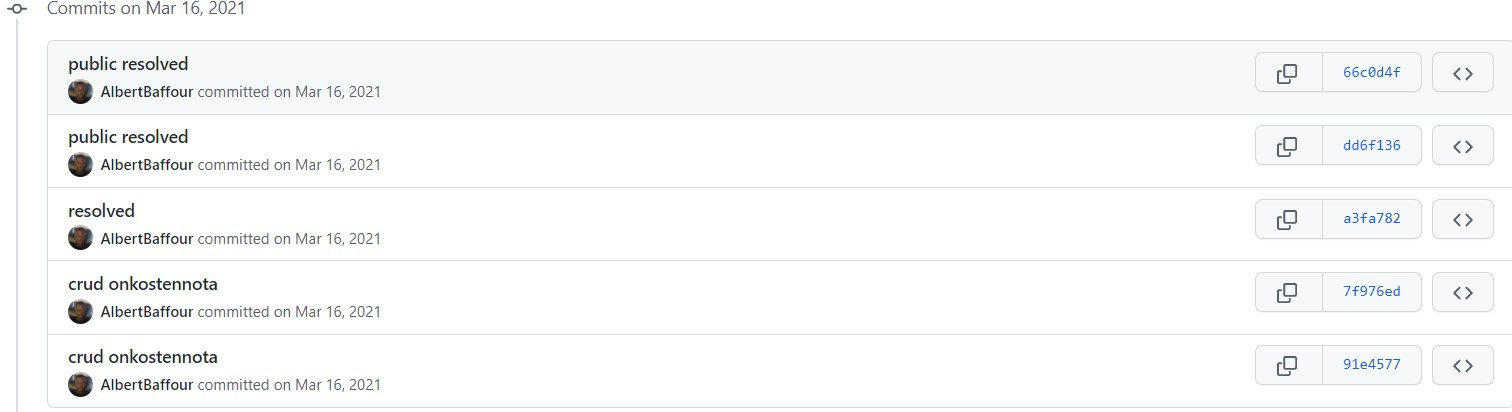 Commits on Mar 16, 2021
public resolved
AlbertBaffour committed on Mar 16, 2021
66c0d4f
public resolved
AlbertBaffour committed on Mar 16, 2021
dd6f136
resolved
AlbertBaffour committed on Mar 16, 2021
a3fa782
crud onkostennota
AlbertBaffour committed on Mar 16, 2021
7f976ed
crud onkostennota
AlbertBaffour committed on Mar 16, 2021
91e4577